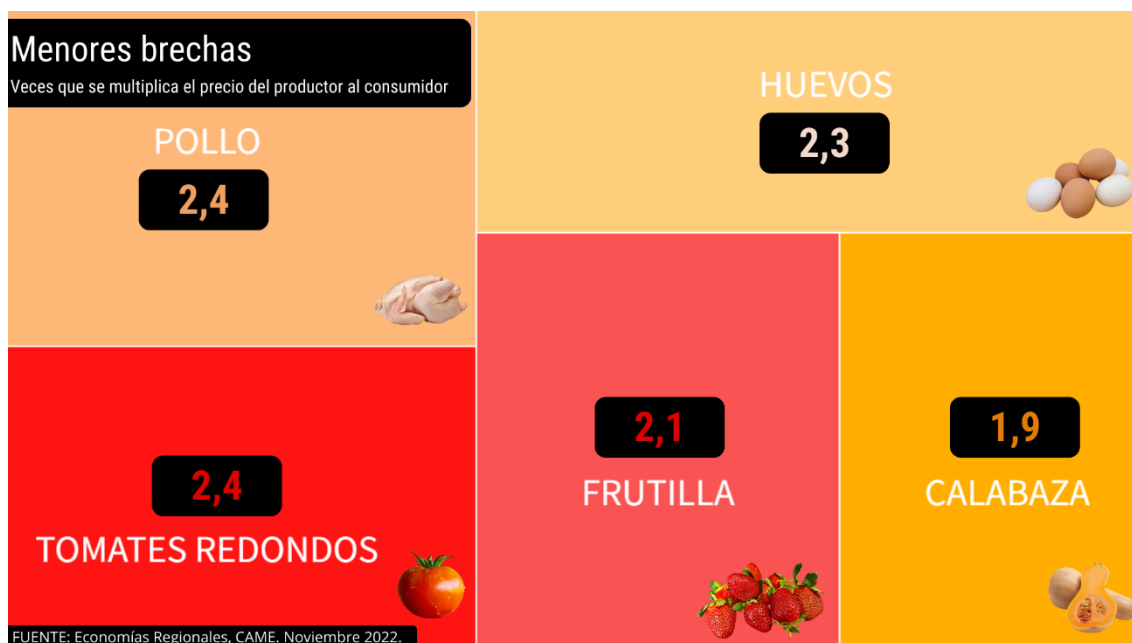 Menores brechas
Veces que se multiplica el precio del productor al consumidor
POLLO
2,4
HUEVOS
2,3
2,4
TOMATES REDONDOS
2,1
FRUTILLA
1,9
CALABAZA
FUENTE: Economías Regionales, CAME. Noviembre 2022.